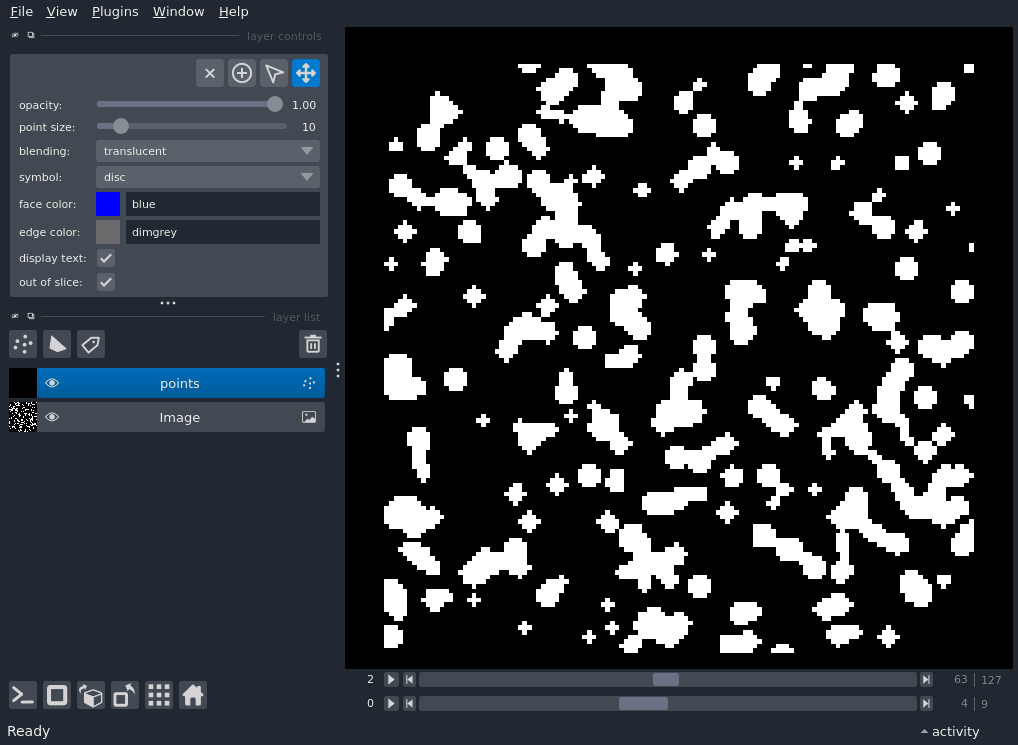 File View Plugins Window Help
layer controls
opacity: 1.00
point size: 10
blending: translucent
symbol: disc
face color: blue
edge color: dimgrey
display text:
out of slice:
layer list
points
Image
2 63 127
0 4 9
Ready activity